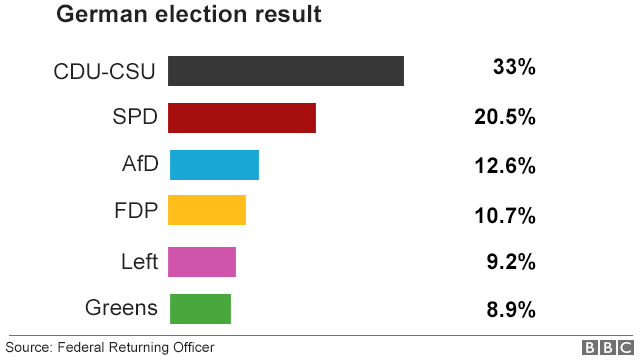 German election result
CDU-CSU 33%
SPD 20.5%
AfD 12.6%
FDP 10.7%
Left 9.2%
Greens 8.9%
Source: Federal Returning Officer BBC